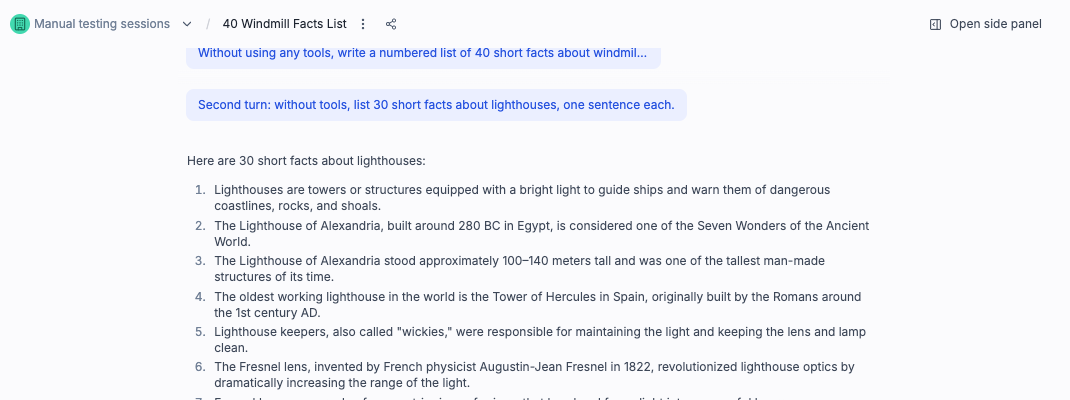 Manual testing sessions / 40 Windmill Facts List Open side panel
Without using any tools, write a numbered list of 40 short facts about windmil...
Second turn: without tools, list 30 short facts about lighthouses, one sentence each.
Here are 30 short facts about lighthouses:
1. Lighthouses are towers or structures equipped with a bright light to guide ships and warn them of dangerous
coastlines, rocks, and shoals.
2. The Lighthouse of Alexandria, built around 280 BC in Egypt, is considered one of the Seven Wonders of the Ancient
World.
3. The Lighthouse of Alexandria stood approximately 100–140 meters tall and was one of the tallest man-made
structures of its time.
4. The oldest working lighthouse in the world is the Tower of Hercules in Spain, originally built by the Romans around
the 1st century AD.
5. Lighthouse keepers, also called "wickies," were responsible for maintaining the light and keeping the lens and lamp
clean.
6. The Fresnel lens, invented by French physicist Augustin-Jean Fresnel in 1822, revolutionized lighthouse optics by
dramatically increasing the range of the light.